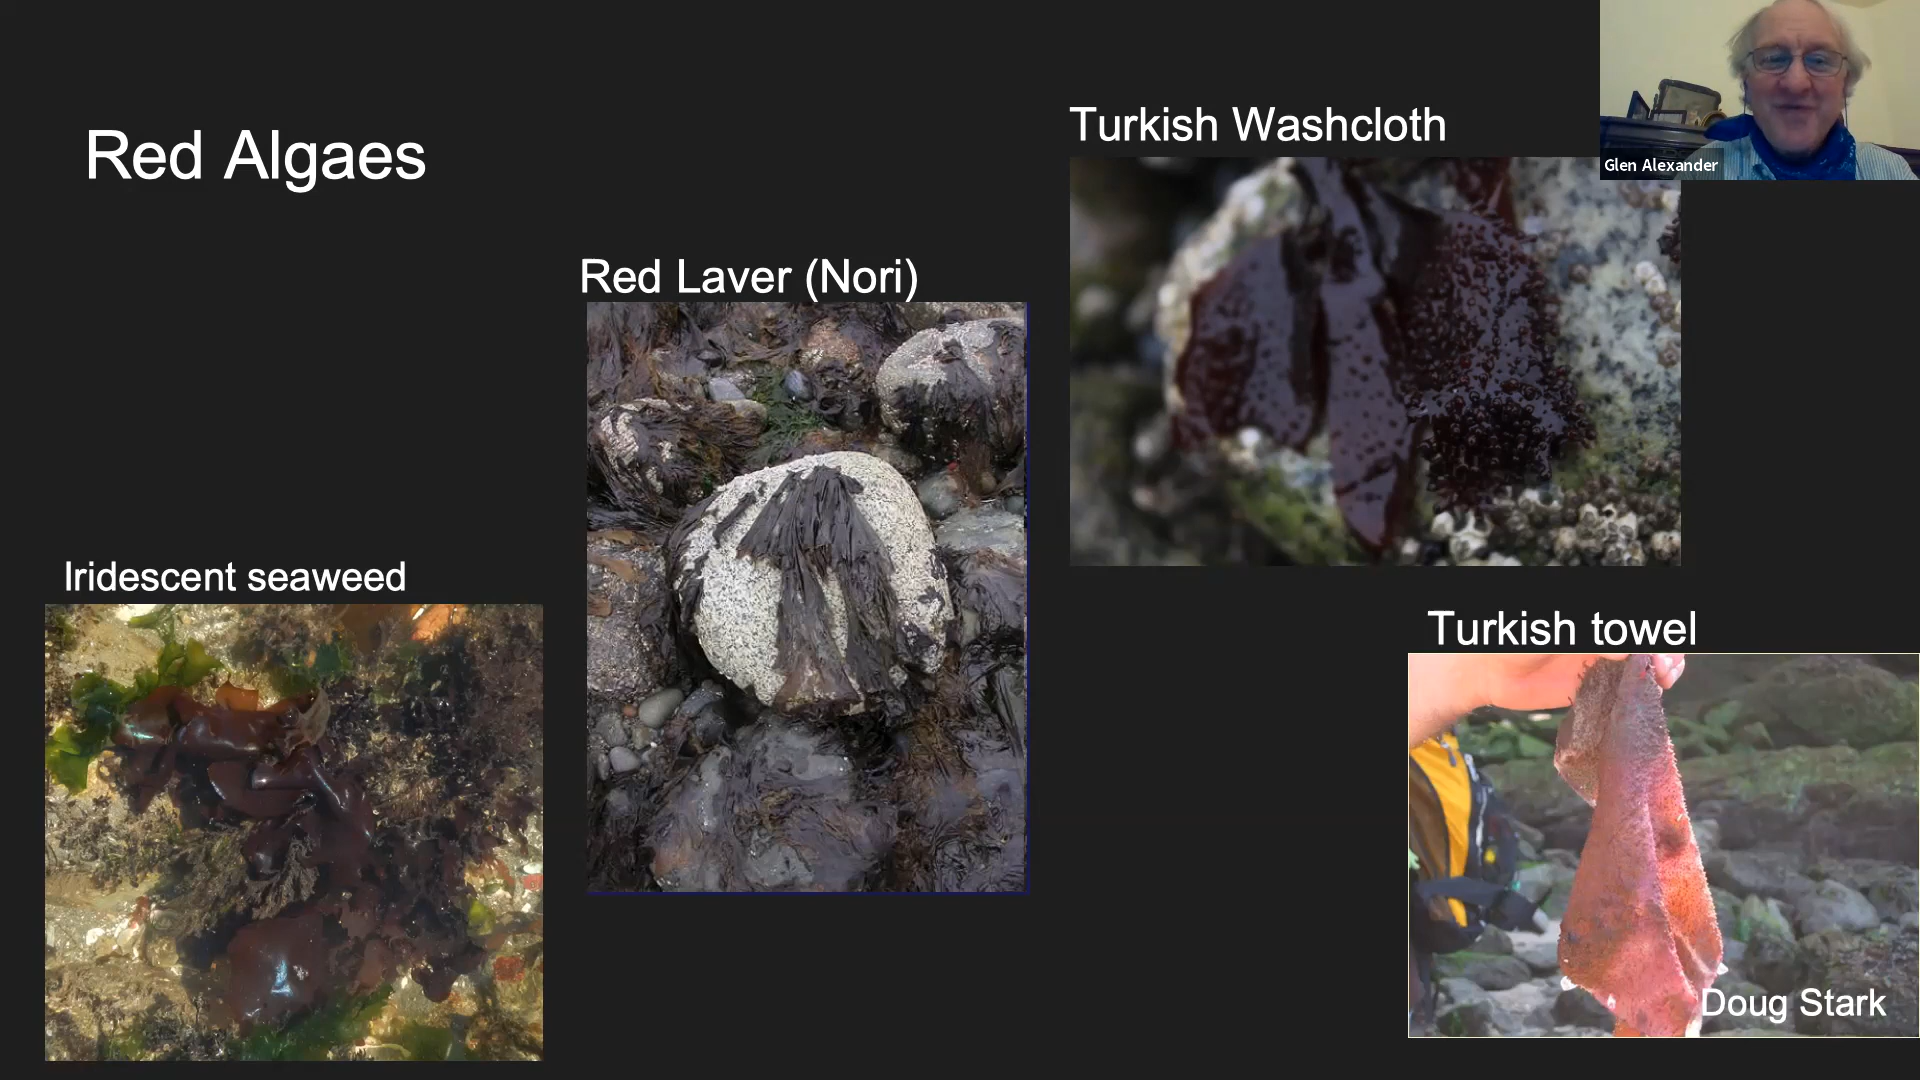 Red Algaes
Turkish Washcloth
Glen Alexander
Red Laver (Nori)
Iridescent seaweed
Turkish towel
Doug Stark